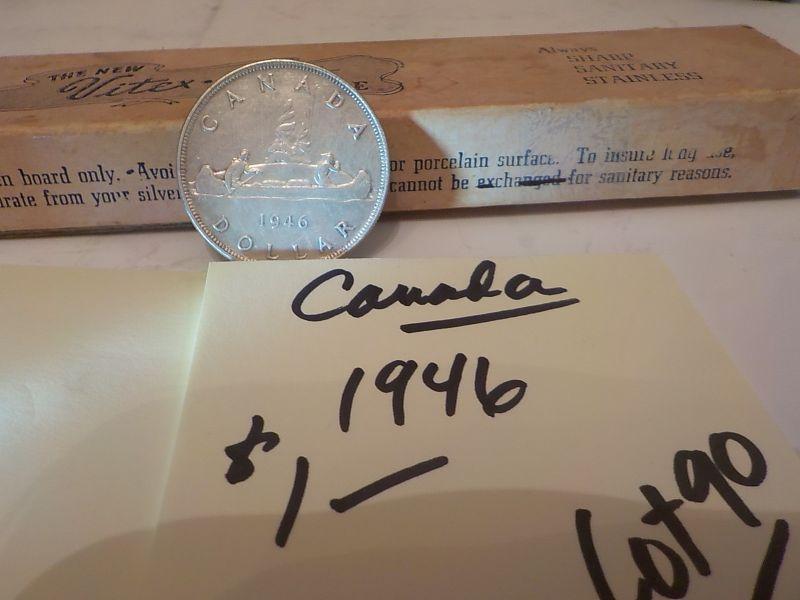 THE NEW
Vitex
E
Always
SHARP
SANITARY
STAINLESS
n board only. Avoi
or porcelain surface. To insure
rate from your silver
cannot be exchanged for sanitary reasons.
CANADA
1946
DOLLAR
Canada
1946
$1—
Lot 90